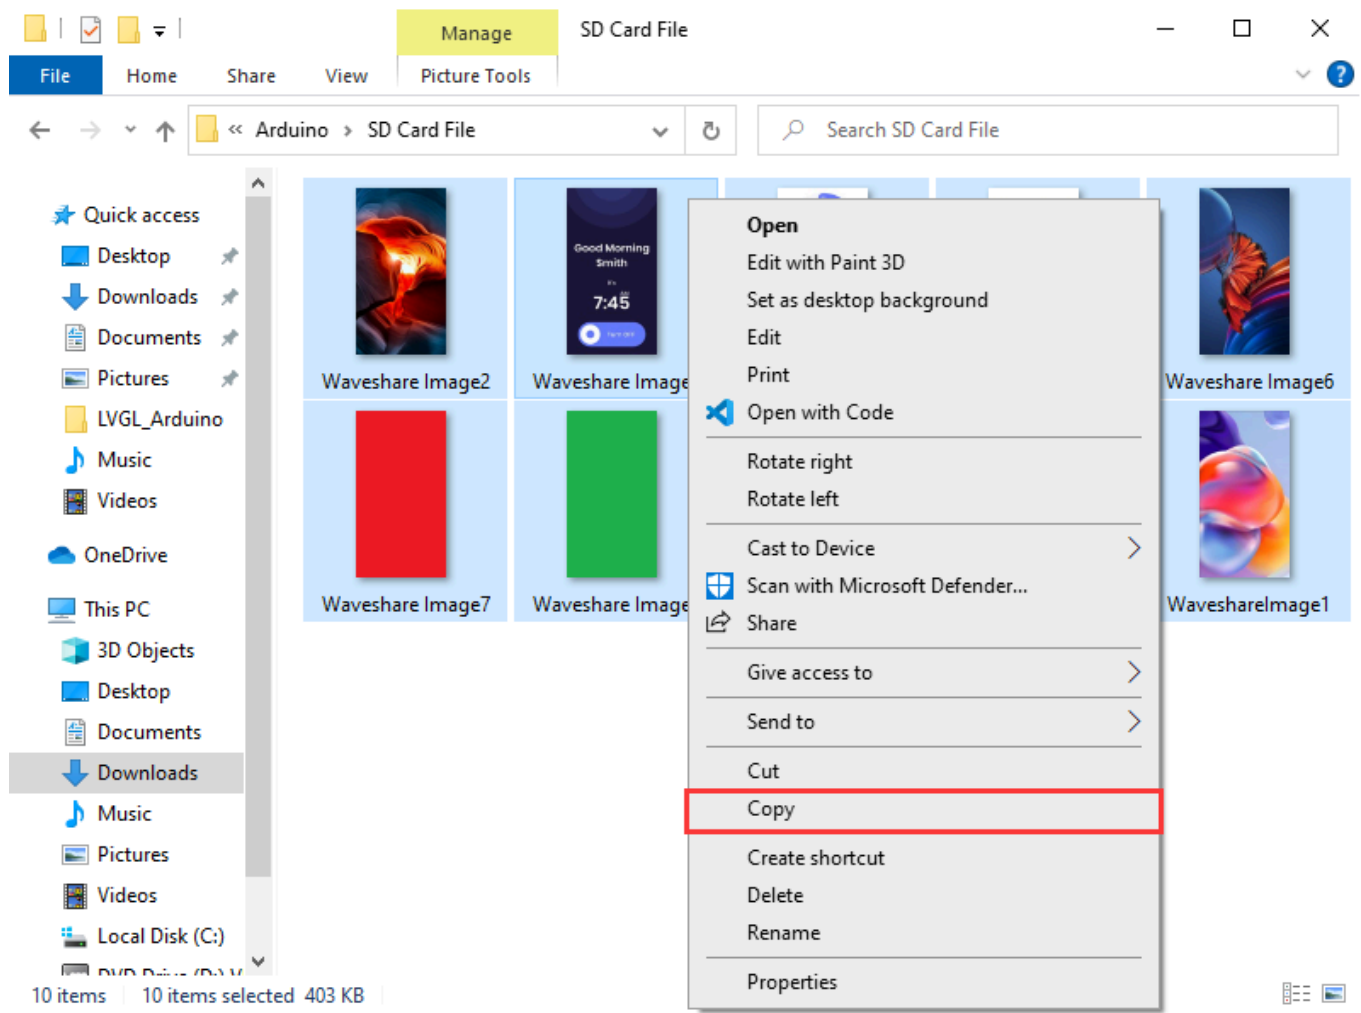 Manage
SD Card File
File
Home
Share
View
Picture Tools
?
« Arduino > SD Card File
Search SD Card File
Quick access
Desktop
Downloads
Documents
Pictures
LVGL_Arduino
Music
Videos
OneDrive
This PC
3D Objects
Desktop
Documents
Downloads
Music
Pictures
Videos
Local Disk (C:)
Good Morning
Smith
It's
7:45
Waveshare Image2
Waveshare Image
Waveshare Image6
Waveshare Image7
Waveshare Image
WaveshareImage1
Open
Edit with Paint 3D
Set as desktop background
Edit
Print
Open with Code
Rotate right
Rotate left
Cast to Device
Scan with Microsoft Defender...
Share
Give access to
Send to
Cut
Copy
Create shortcut
Delete
Rename
Properties
10 items
10 items selected 403 KB